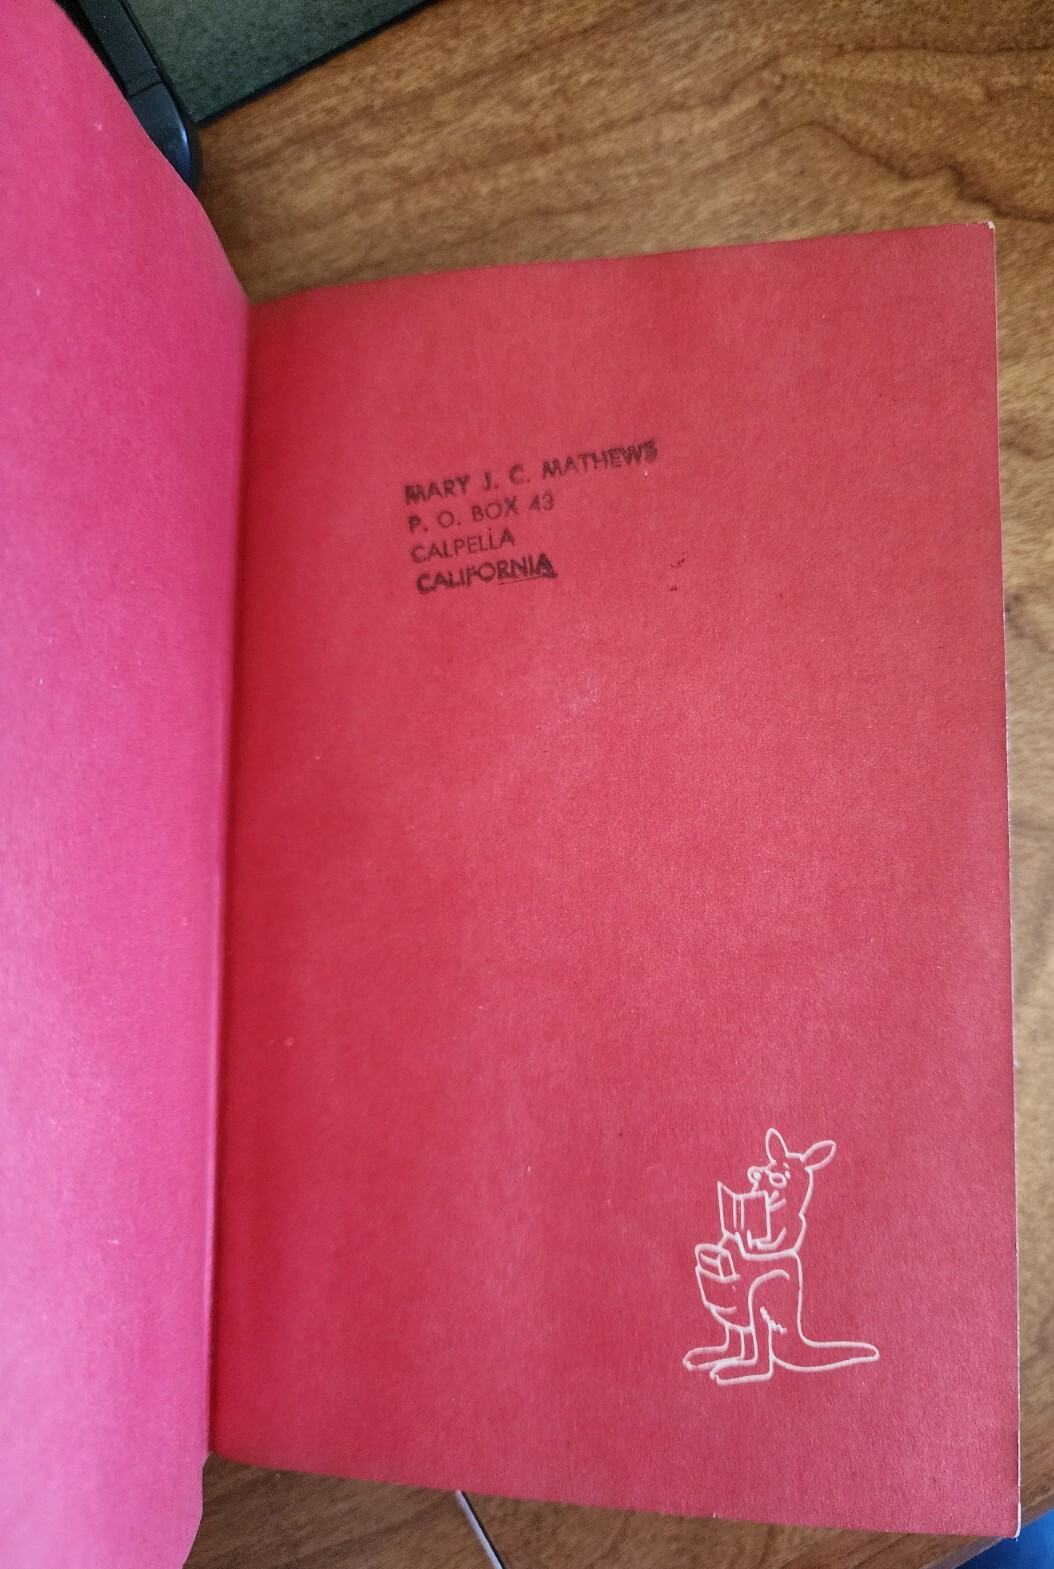 MARY J. C. MATHEWS
P. O. BOX 43
CALPELLA
CALIFORNIA